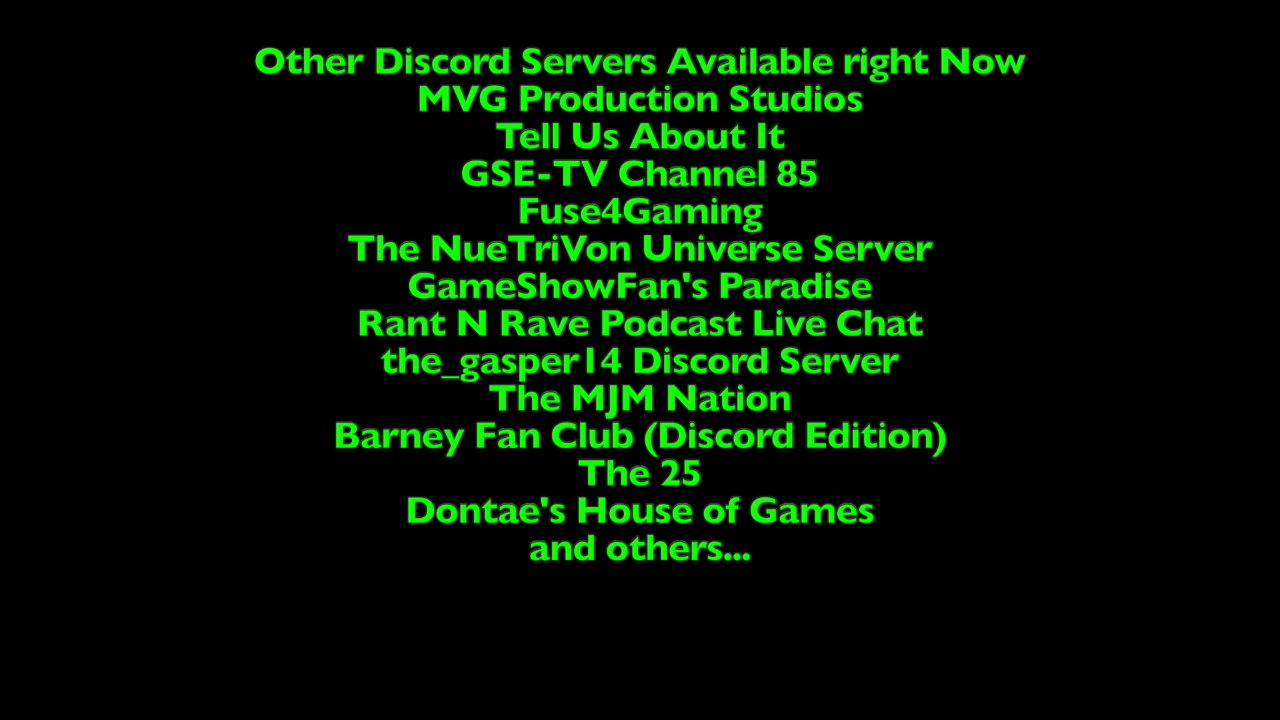 Other Discord Servers Available right Now
MVG Production Studios
Tell Us About It
GSE-TV Channel 85
Fuse4Gaming
The NueTriVon Universe Server
GameShowFan's Paradise
Rant N Rave Podcast Live Chat
the_gasper14 Discord Server
The MJM Nation
Barney Fan Club (Discord Edition)
The 25
Dontae's House of Games
and others...